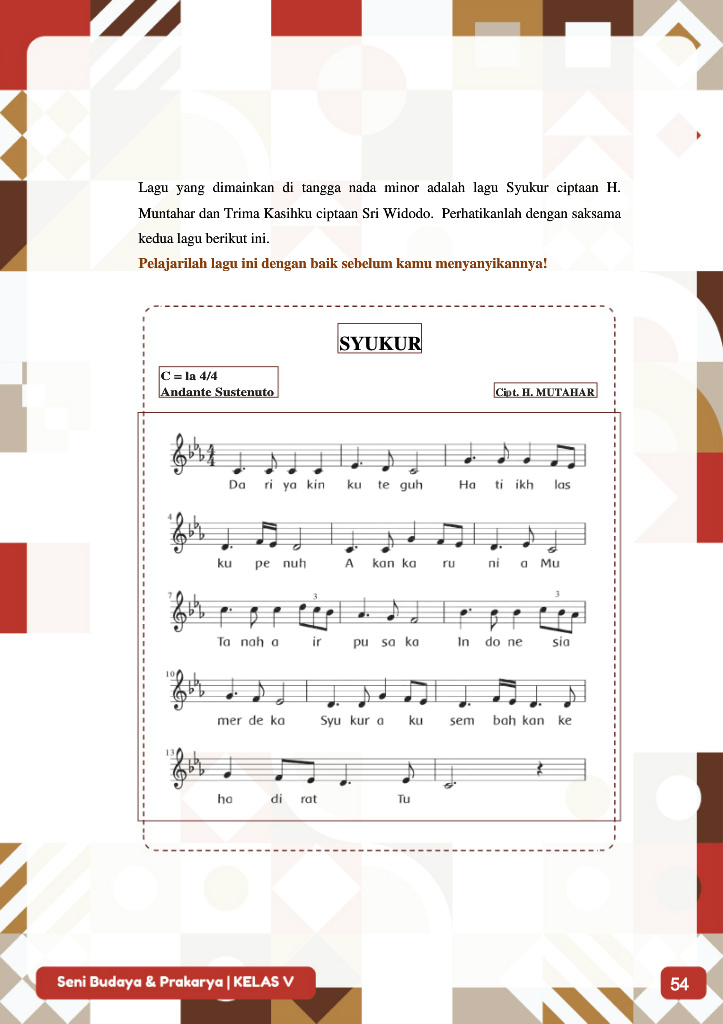 Lagu yang dimainkan di tangga nada minor adalah lagu Syukur ciptaan H.
Muntahar dan Trima Kasihku ciptaan Sri Widodo. Perhatikanlah dengan saksama
kedua lagu berikut ini.
Pelajarilah lagu ini dengan baik sebelum kamu menyanyikannya!
SYUKUR
C = la 4/4
Andante Sustenuto
Cipt. H. MUTAHAR
4
4
Da ri ya kin ku te guh Ha ti ikh las
4
ku pe nuh A kan ka ru ni a Mu
7 3 3
Ta nah a ir pu sa ka In do ne sia
10
mer de ka Syu kur a ku sem bah kan ke
13
ha di rat Tu
Seni Budaya & Prakarya | KELAS V
54